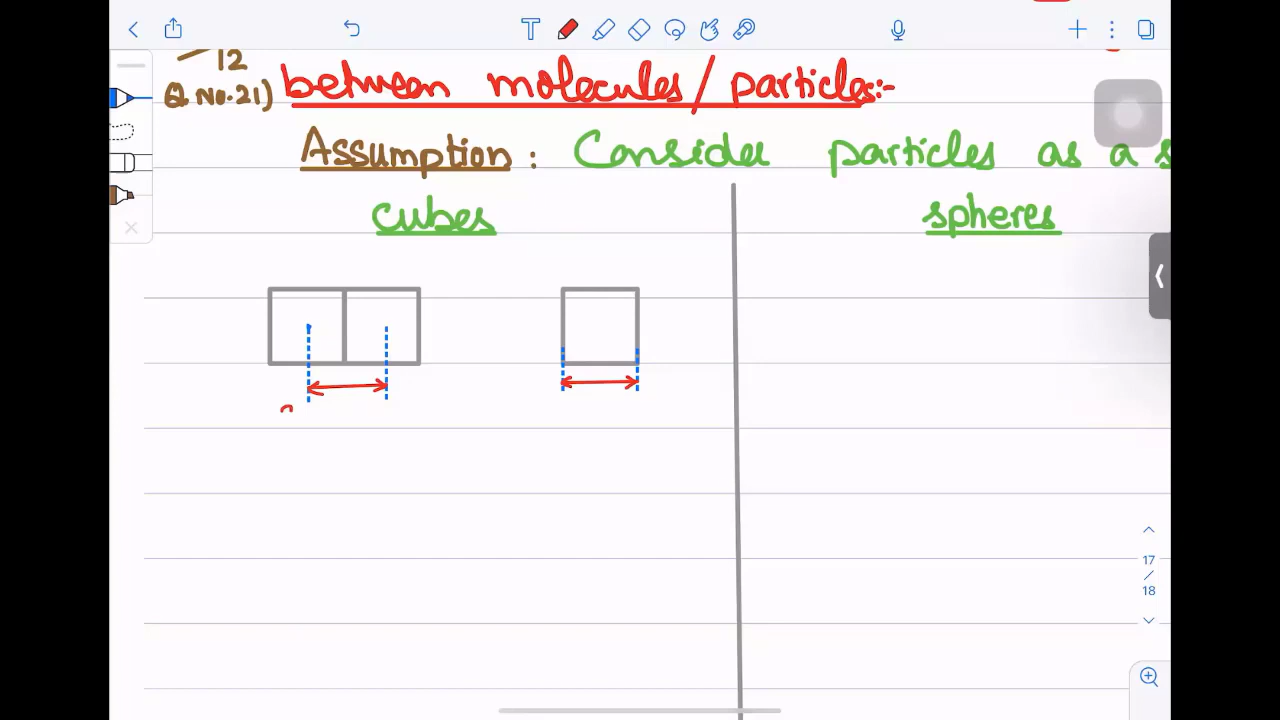 12
Q No.21)
between molecules/particles:-
Assumption: Consider particles as a
cubes
spheres
17
/
18